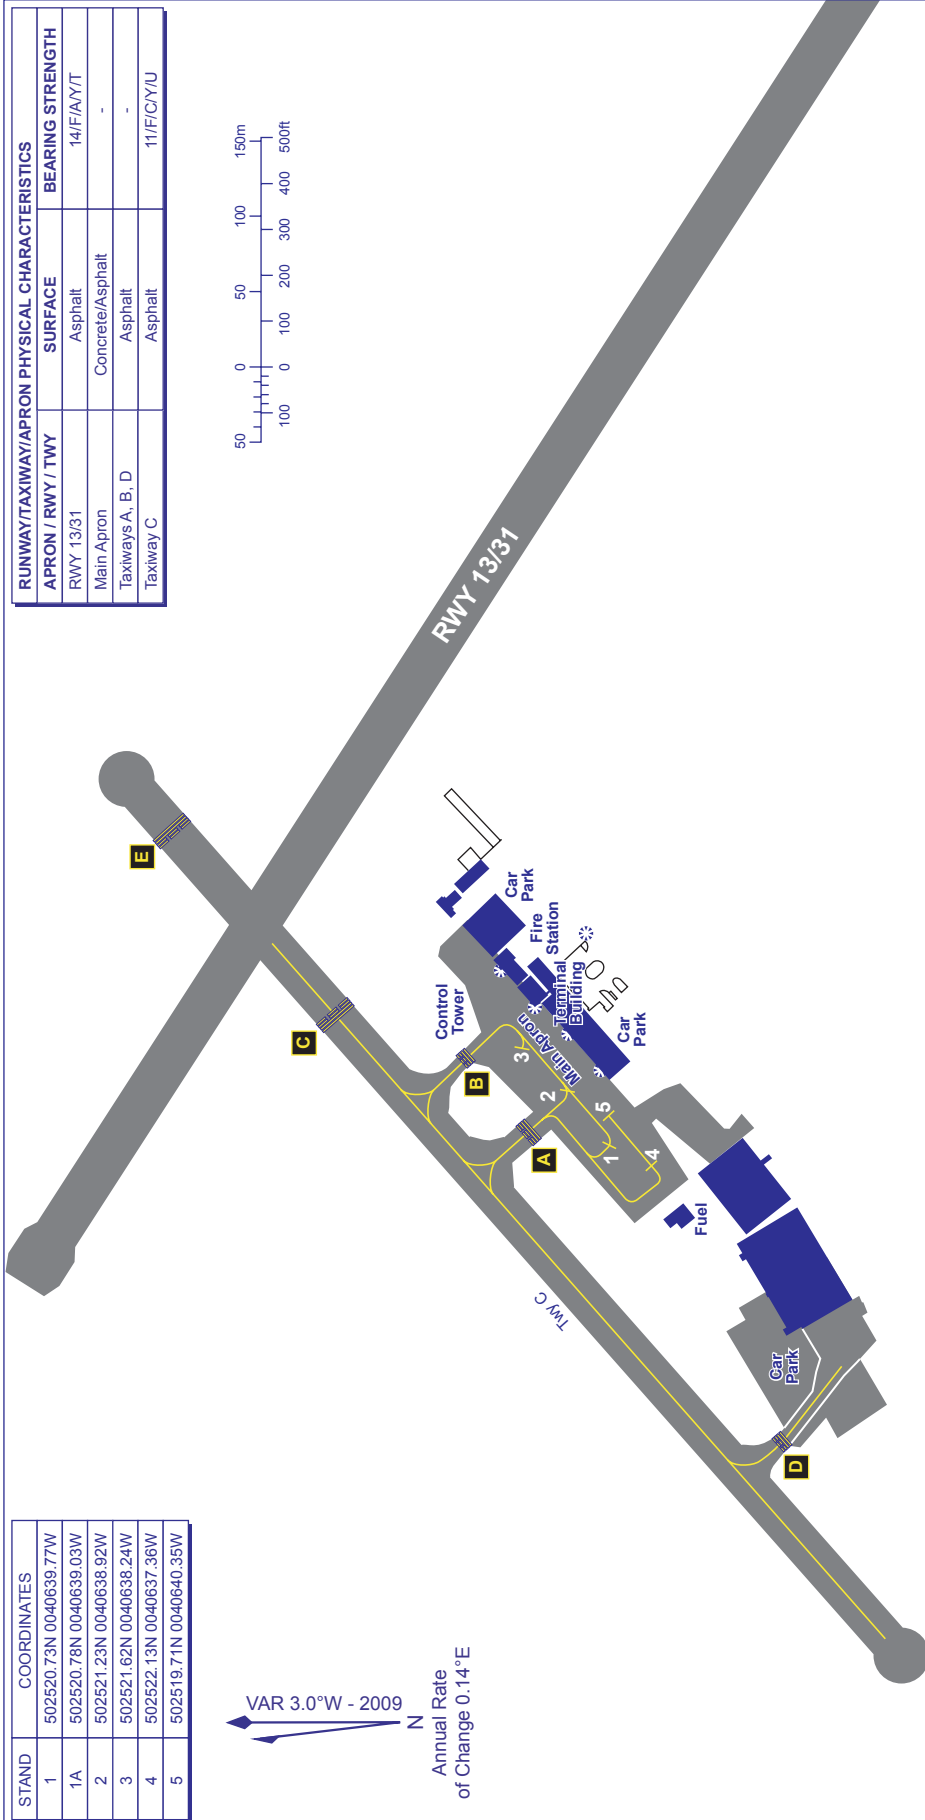 RUNWAY/TAXIWAY/APRON PHYSICAL CHARACTERISTICS
APRON / RWY / TWY SURFACE BEARING STRENGTH
RWY 13/31 Asphalt 14/F/A/Y/T
Main Apron Concrete/Asphalt -
Taxiways A, B, D Asphalt -
Taxiway C Asphalt 11/F/C/Y/U
50 0 50 100 150m
100 0 100 200 300 400 500ft
RWY 13/31
E
C
Control
Tower
B
A
Car
Park
Fire
Station
Terminal
Building
Main Apron
Car
Park
3
2
5
1
4
Fuel
Twy C
Car
Park
D
STAND COORDINATES
1 502520.73N 0040639.77W
1A 502520.78N 0040639.03W
2 502521.23N 0040638.92W
3 502521.62N 0040638.24W
4 502522.13N 0040637.36W
5 502519.71N 0040640.35W
VAR 3.0°W - 2009
N
Annual Rate
of Change 0.14°E